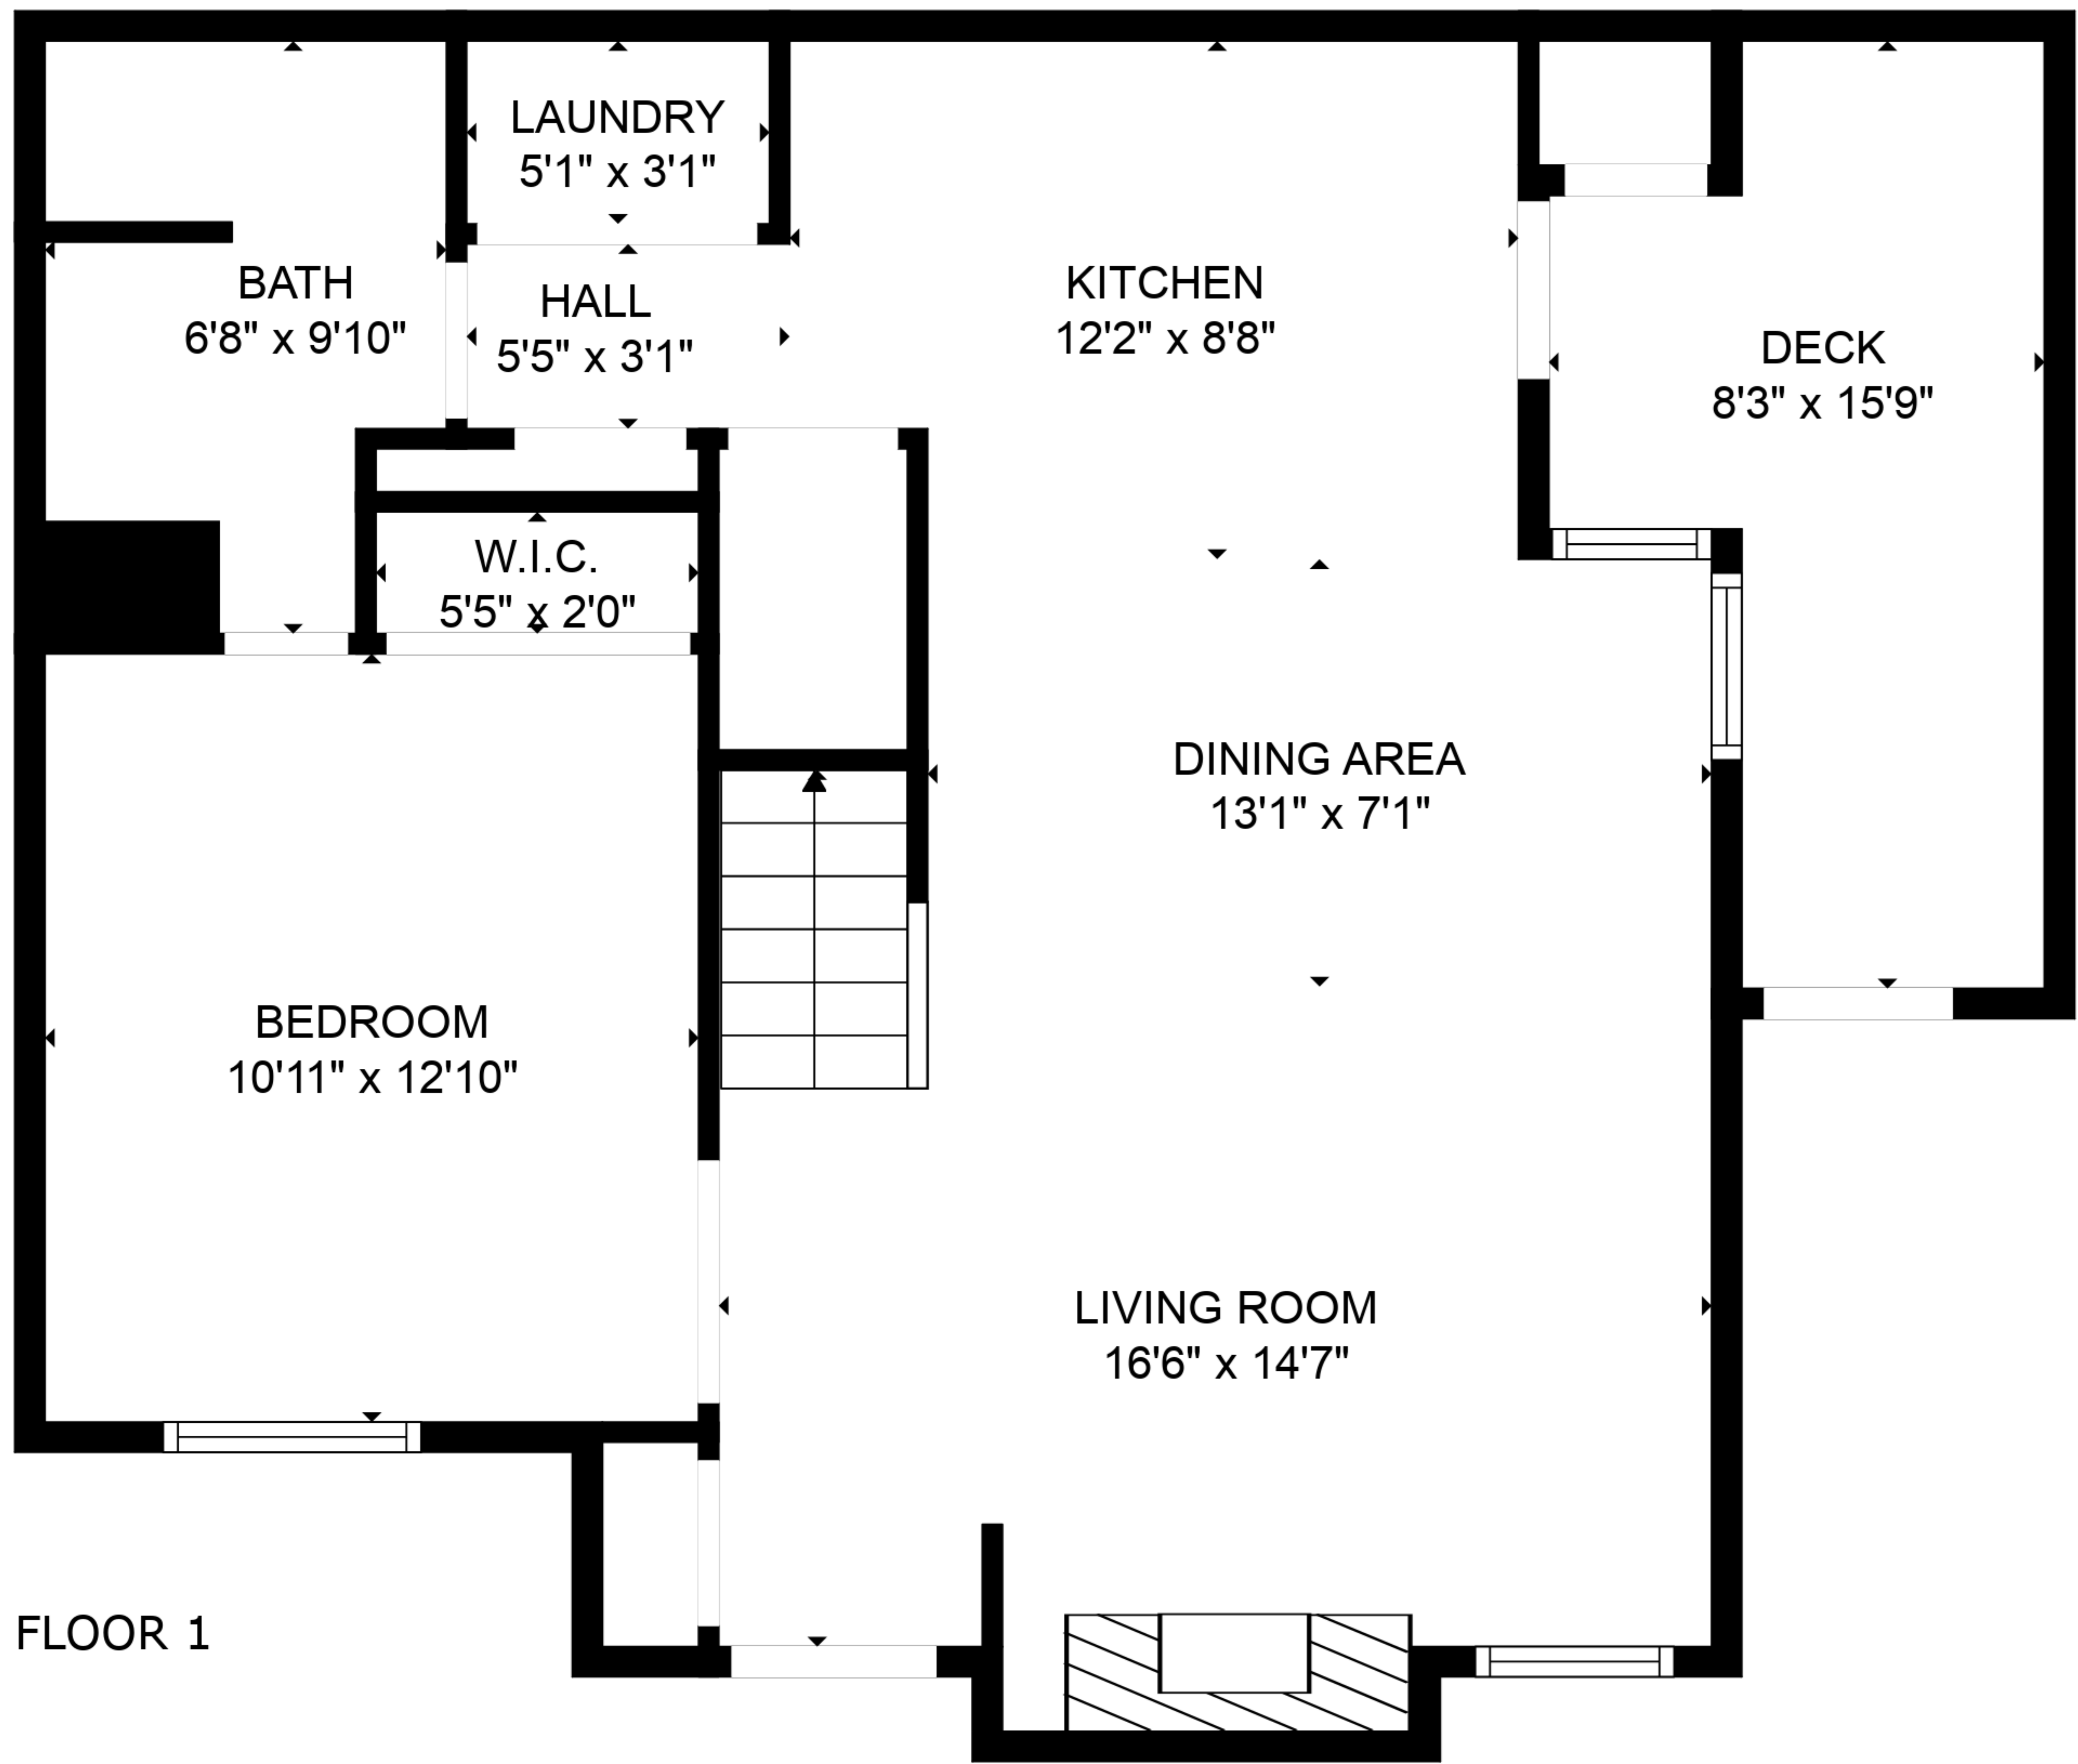 LAUNDRY
5'1" x 3'1"
BATH
6'8" x 9'10"
HALL
5'5" x 3'1"
KITCHEN
12'2" x 8'8"
DECK
8'3" x 15'9"
W.I.C.
5'5" x 2'0"
DINING AREA
13'1" x 7'1"
BEDROOM
10'11" x 12'10"
LIVING ROOM
16'6" x 14'7"
FLOOR 1